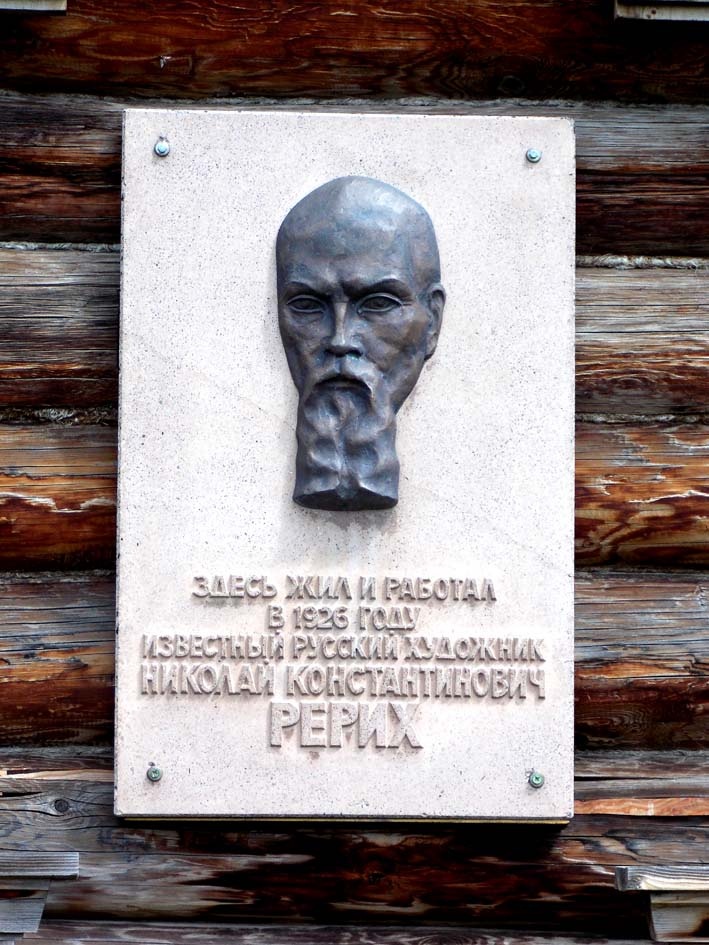 ЗДЕСЬ ЖИЛ И РАБОТАЛ
В 1926 ГОДУ
ИЗВЕСТНЫЙ РУССКИЙ ХУДОЖНИК
НИКОЛАЙ КОНСТАНТИНОВИЧ
РЕРИХ